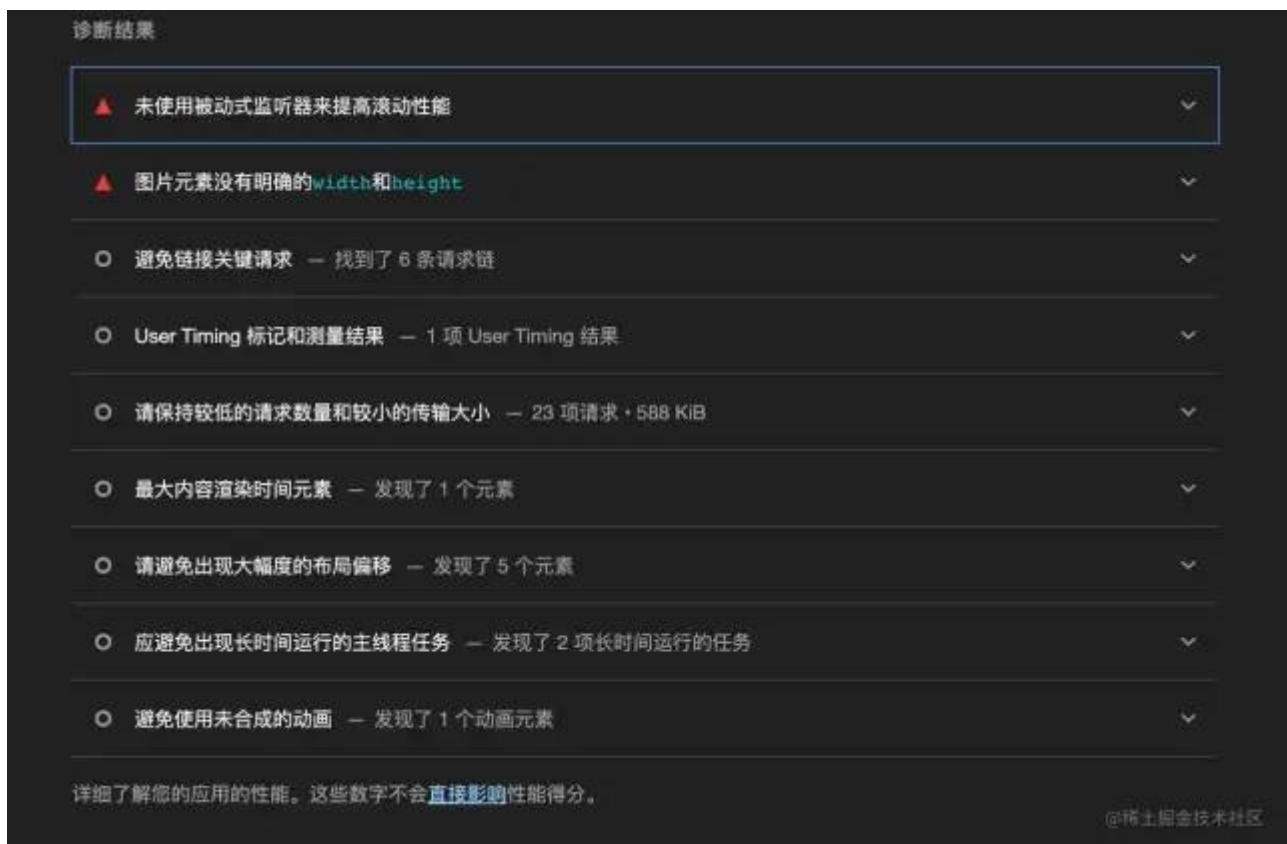 诊断结果
未使用被动式监听器来提高滚动性能
图片元素没有明确的width和height
避免链接关键请求 — 找到了 6 条请求链
User Timing 标记和测量结果 — 1 项 User Timing 结果
请保持较低的请求数量和较小的传输大小 — 23 项请求 • 588 KiB
最大内容渲染时间元素 — 发现了 1 个元素
请避免出现大幅度的布局偏移 — 发现了 5 个元素
应避免出现长时间运行的主线程任务 — 发现了 2 项长时间运行的任务
避免使用未合成的动画 — 发现了 1 个动画元素
详细了解您的应用的性能。这些数字不会直接影响性能得分。
@稀土掘金技术社区